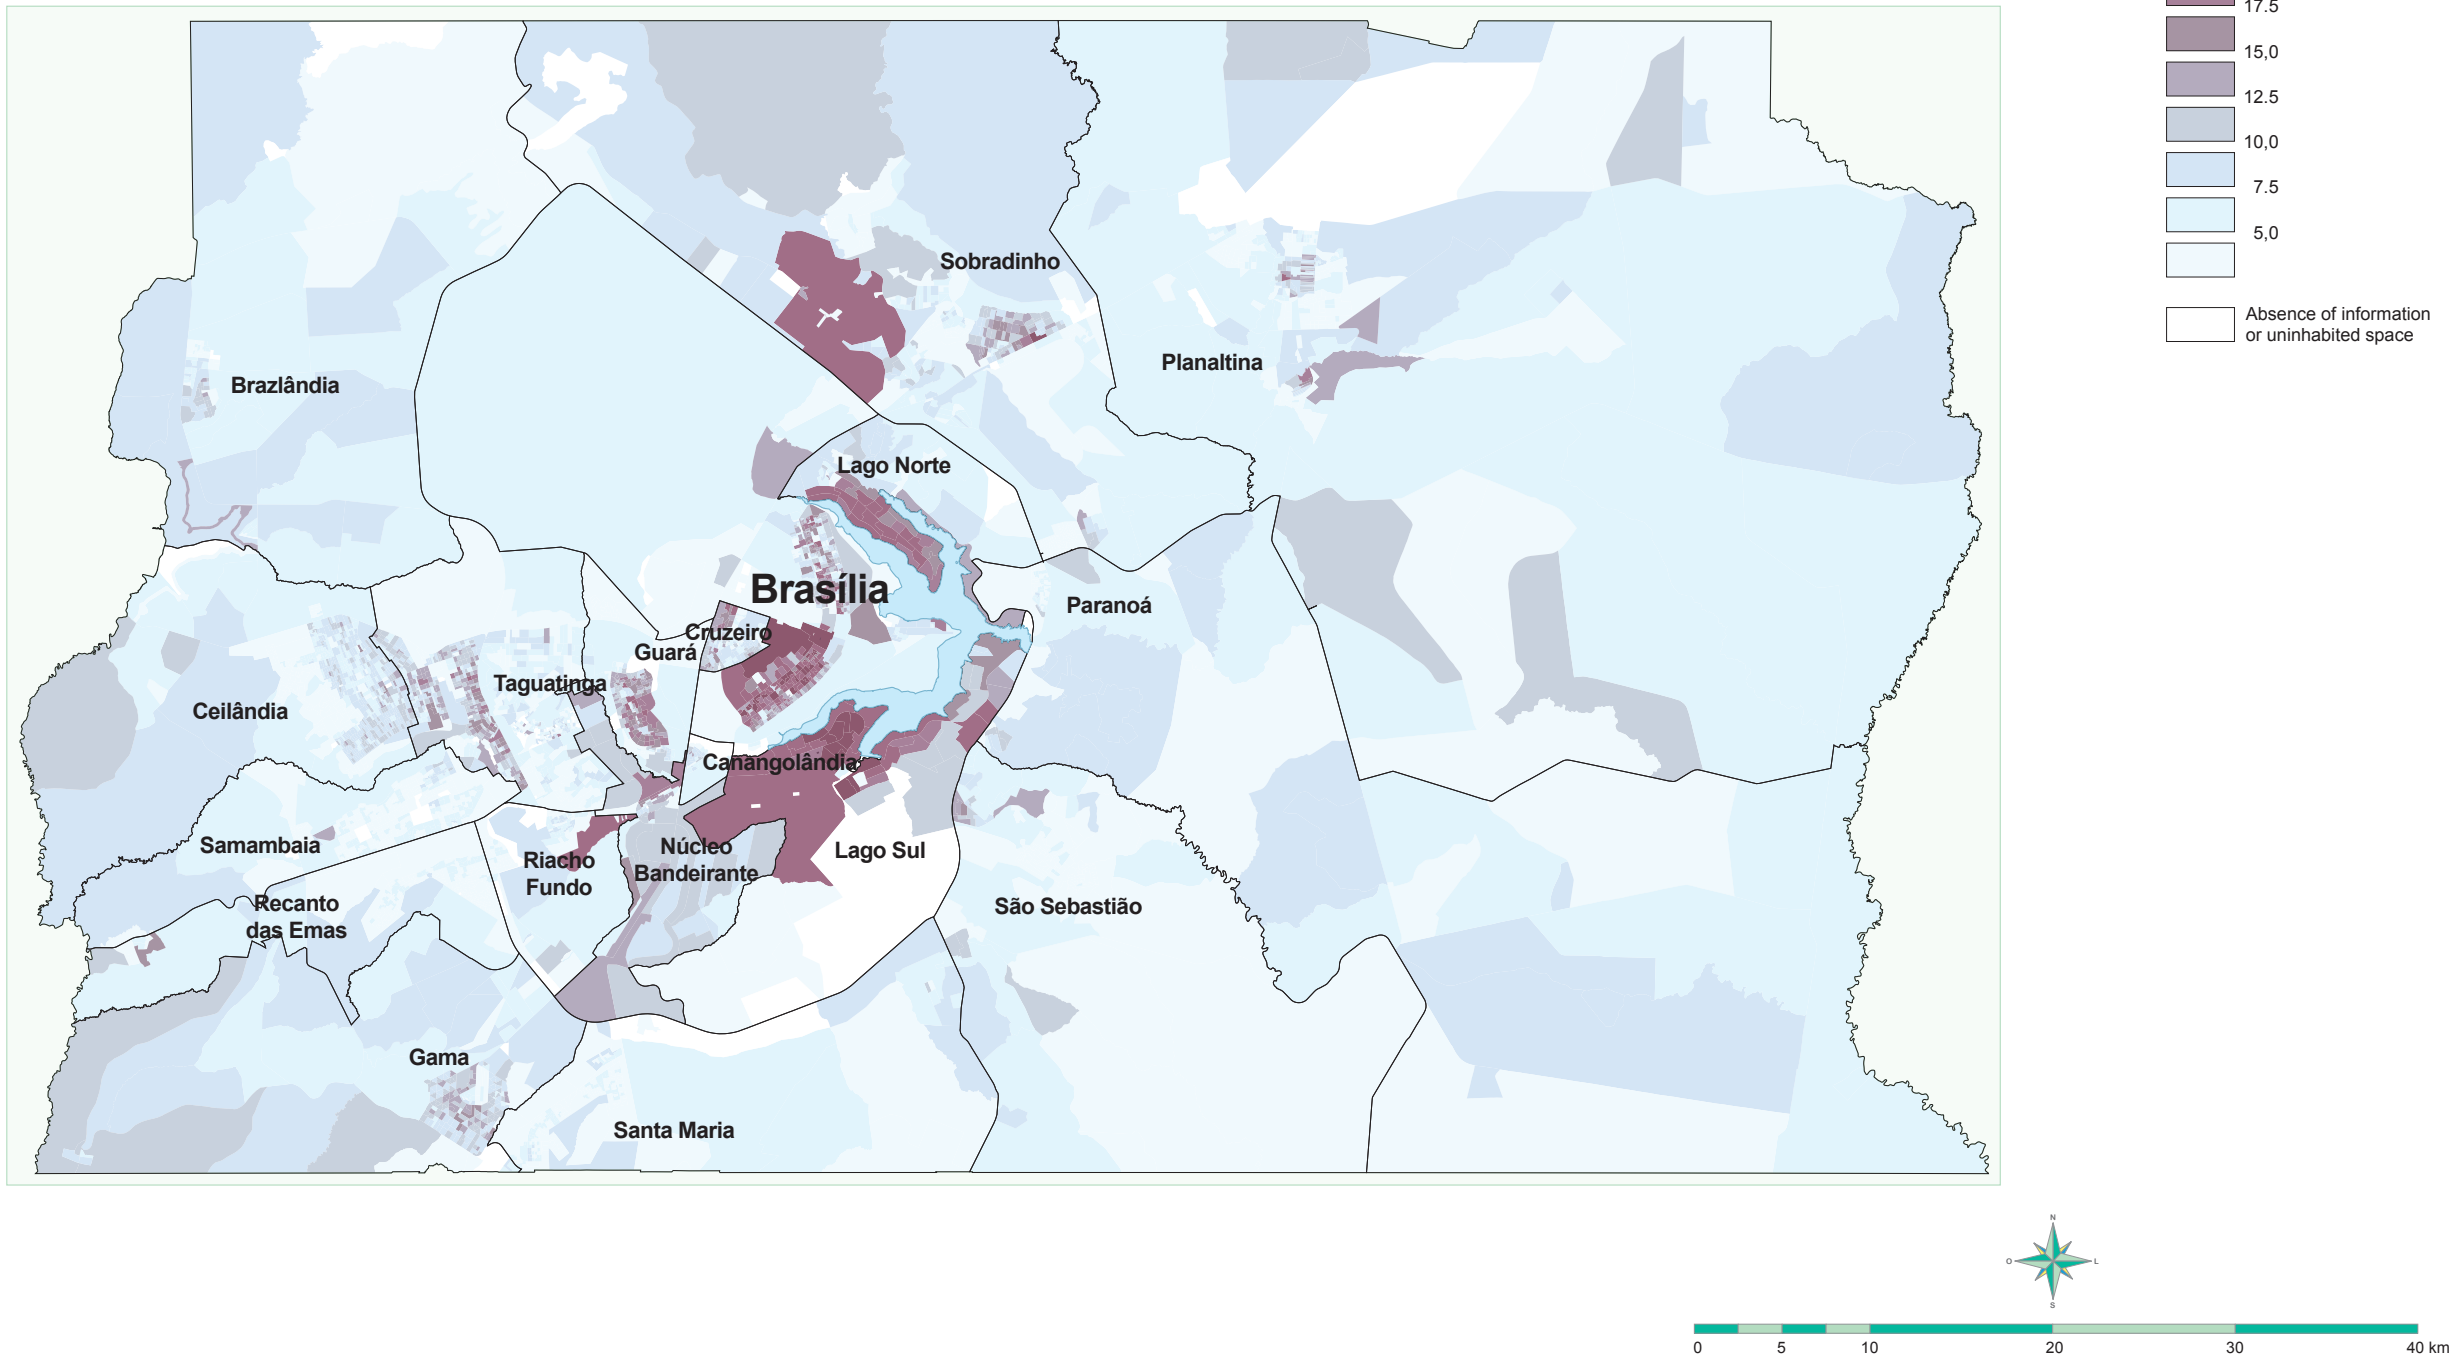 17.5
15,0
12.5
10,0
7.5
5,0
Absence of information
or uninhabited space
Sobradinho
Planaltina
Brazlândia
Lago Norte
Brasília
Paranoá
Cruzeiro
Guará
Taguatinga
Ceilândia
Canangolândia
Samambaia
Núcleo
Bandeirante
Lago Sul
Riacho
Fundo
Recanto
das Emas
São Sebastião
Gama
Santa Maria
N
O
L
S
0 5 10 20 30 40 km